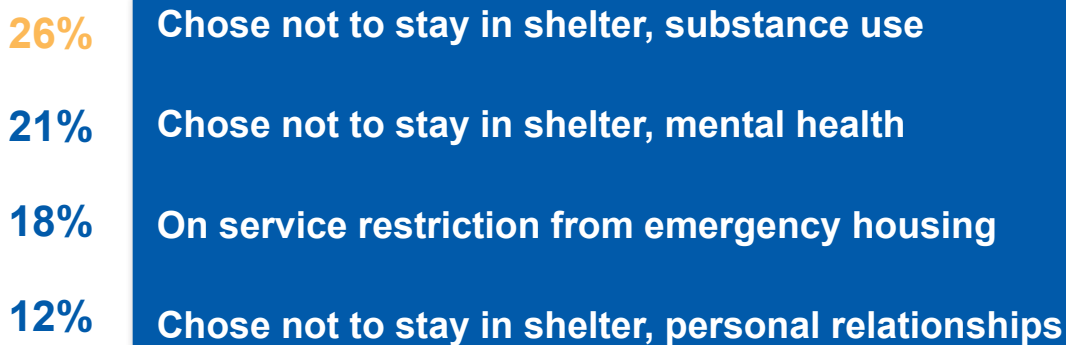 26% Chose not to stay in shelter, substance use
21% Chose not to stay in shelter, mental health
18% On service restriction from emergency housing
12% Chose not to stay in shelter, personal relationships